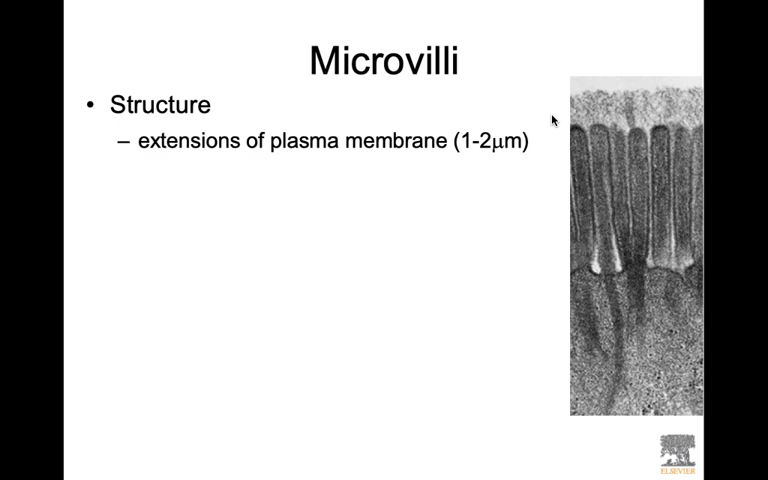 Microvilli
• Structure
– extensions of plasma membrane (1-2μm)
ELSEVIER